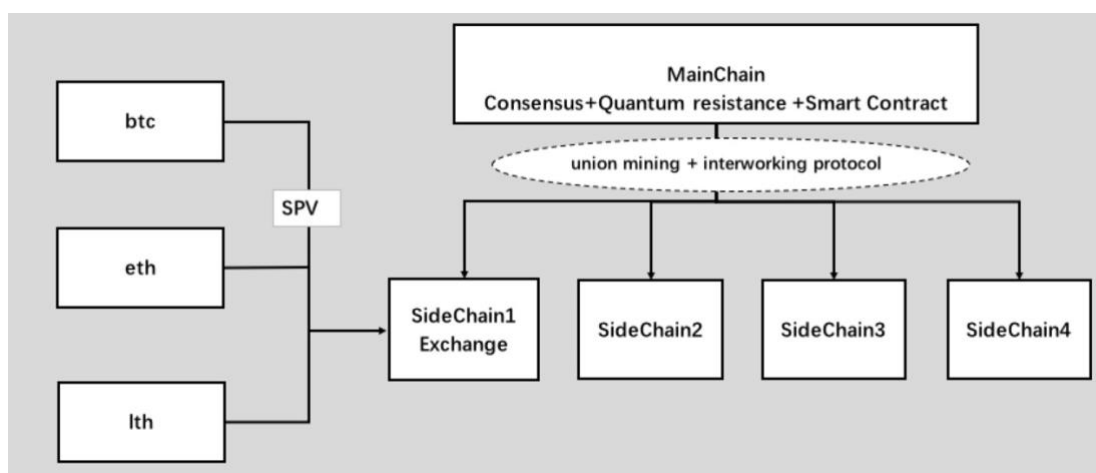 MainChain
Consensus+Quantum resistance +Smart Contract
union mining + interworking protocol
btc
SPV
eth
lth
SideChain1
Exchange
SideChain2
SideChain3
SideChain4